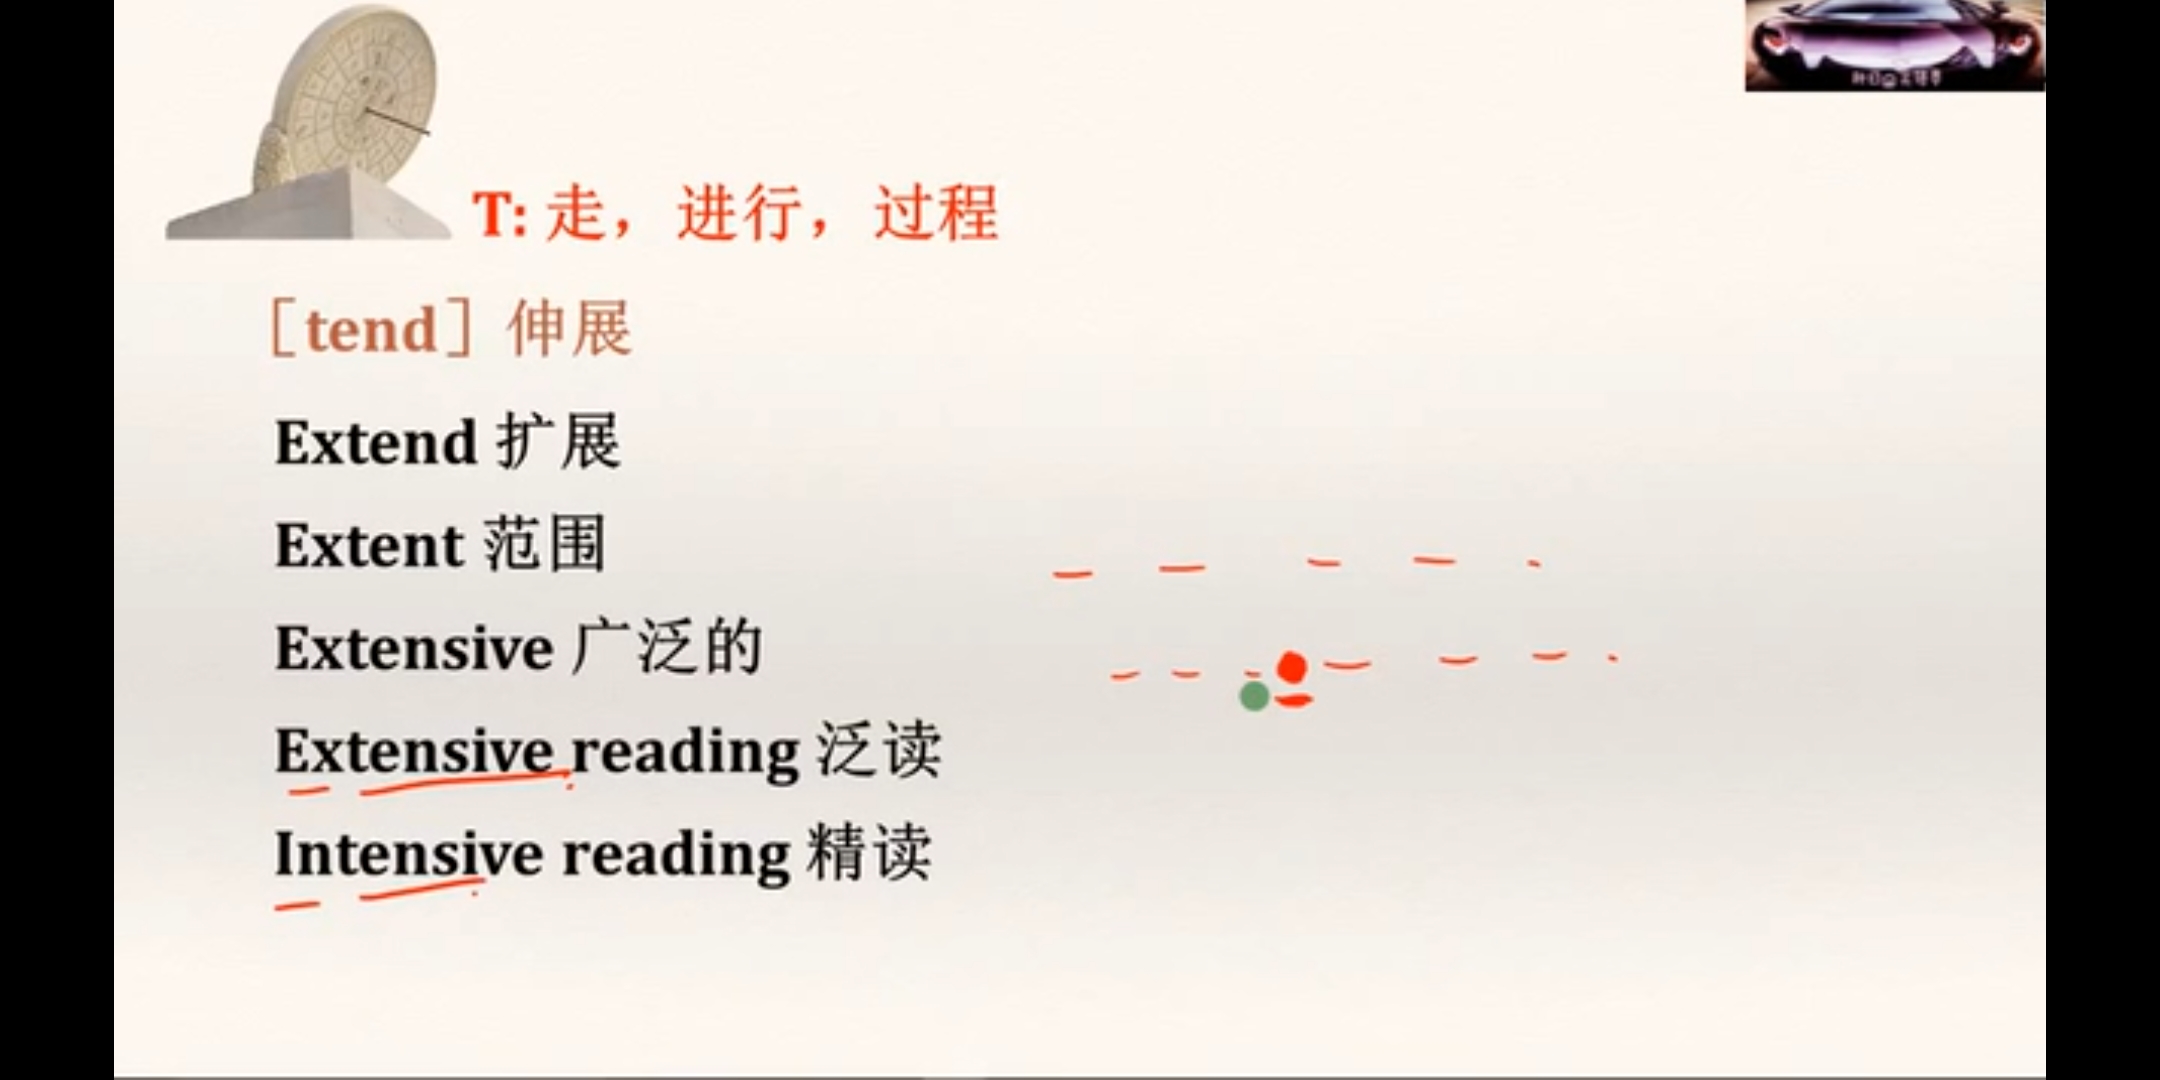 T: 走，进行，过程
[tend] 伸展
Extend 扩展
Extent 范围
Extensive 广泛的
Extensive reading 泛读
Intensive reading 精读